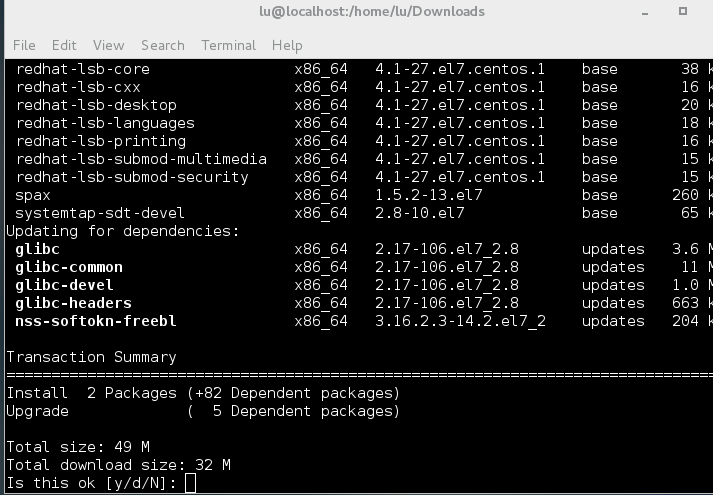 lu@localhost:/home/lu/Downloads
File Edit View Search Terminal Help
redhat-lsb-core x86_64 4.1-27.el7.centos.1 base 38 k
redhat-lsb-cxx x86_64 4.1-27.el7.centos.1 base 16 k
redhat-lsb-desktop x86_64 4.1-27.el7.centos.1 base 20 k
redhat-lsb-languages x86_64 4.1-27.el7.centos.1 base 18 k
redhat-lsb-printing x86_64 4.1-27.el7.centos.1 base 16 k
redhat-lsb-submod-multimedia x86_64 4.1-27.el7.centos.1 base 15 k
redhat-lsb-submod-security x86_64 4.1-27.el7.centos.1 base 15 k
spax x86_64 1.5.2-13.el7 base 260 k
systemtap-sdt-devel x86_64 2.8-10.el7 base 65 k
Updating for dependencies:
glibc x86_64 2.17-106.el7_2.8 updates 3.6 M
glibc-common x86_64 2.17-106.el7_2.8 updates 11 M
glibc-devel x86_64 2.17-106.el7_2.8 updates 1.0 M
glibc-headers x86_64 2.17-106.el7_2.8 updates 663 k
nss-softokn-freebl x86_64 3.16.2.3-14.2.el7_2 updates 204 k
Transaction Summary
================================================================================
Install 2 Packages (+82 Dependent packages)
Upgrade ( 5 Dependent packages)
Total size: 49 M
Total download size: 32 M
Is this ok [y/d/N]: